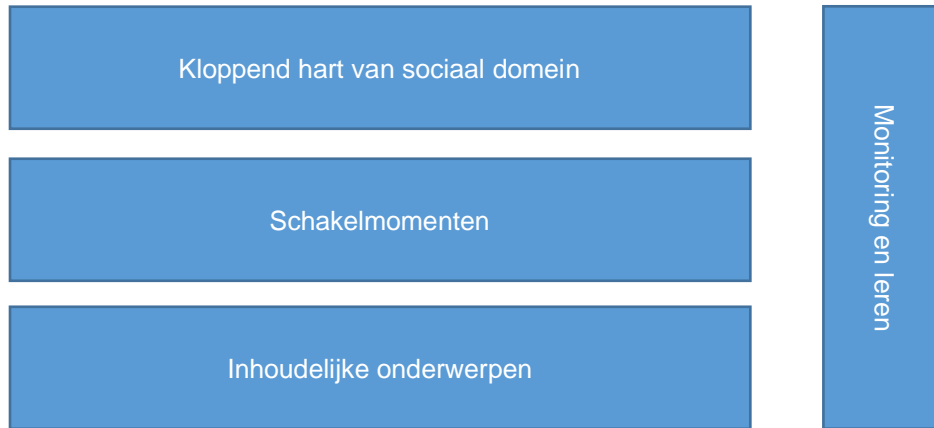 Kloppend hart van sociaal domein
Schakelmomenten
Inhoudelijke onderwerpen
Monitoring en leren